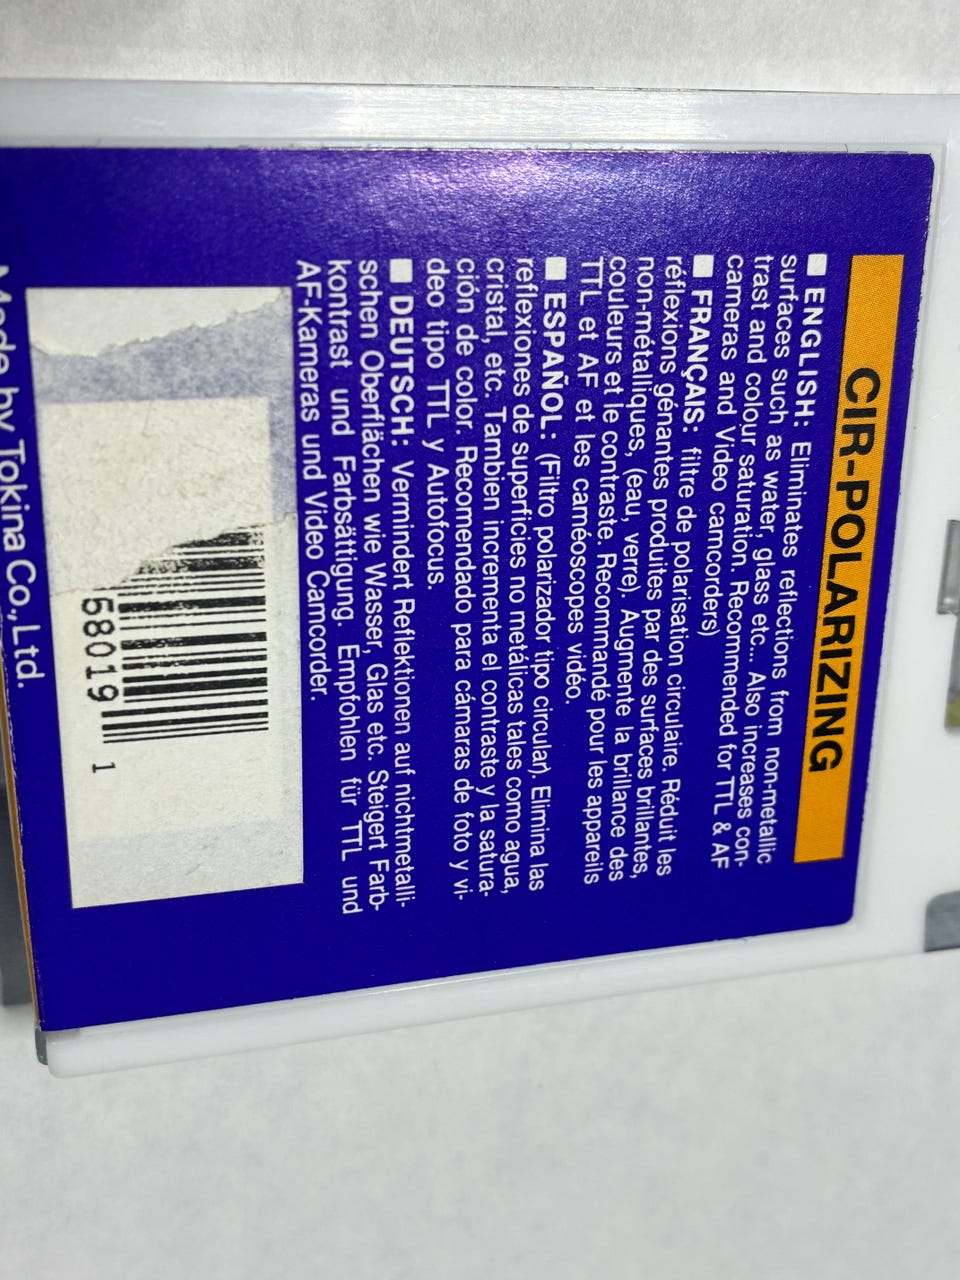 CIR-POLARIZING
■ ENGLISH: Eliminates reflections from non-metallic
surfaces such as water, glass etc... Also increases con-
trast and colour saturation. Recommended for TTL & AF
cameras and Video camcorders)
■ FRANÇAIS: filtre de polarisation circulaire. Réduit les
réflexions gênantes produites par des surfaces brillantes,
non-métalliques, (eau, verre), Augmente la brillance des
couleurs et le contraste. Recommandé pour les appareils
TTL et AF et les caméoscopes vidéo.
■ ESPAÑOL: (Filtro polarizador tipo circular), Elimina las
reflexiones de superficies no metálicas tales como agua,
cristal, etc. Tambien incrementa el contraste y la satura-
ción de color. Recomendado para cámaras de foto y vi-
deo tipo TTL y Autofocus.
■ DEUTSCH: Vermindert Reflektionen auf nichtmetalli-
schen Oberflächen wie Wasser, Glas etc. Steigert Farb-
kontrast und Farbsättigung. Empfohlen für TTL und
AF-Kameras und Video Camcorder.
58019 1
Made by Tokina Co., Ltd.